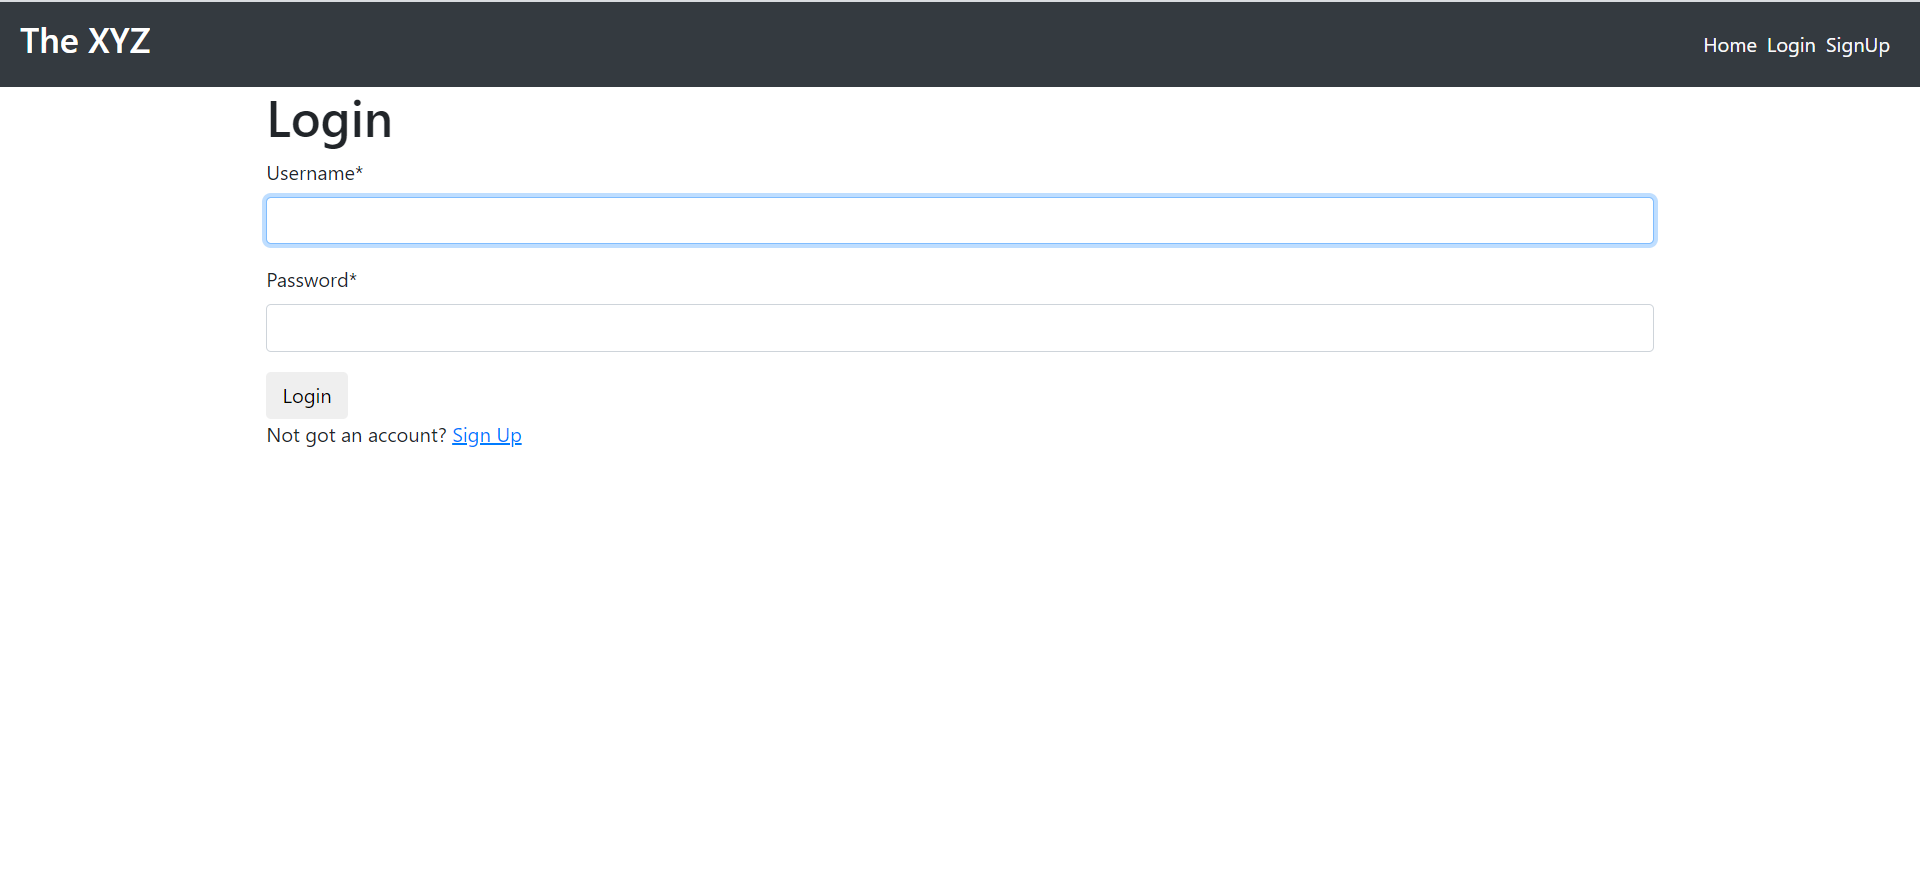 The XYZ
Home Login SignUp
Login
Username*
Password*
Login
Not got an account? Sign Up